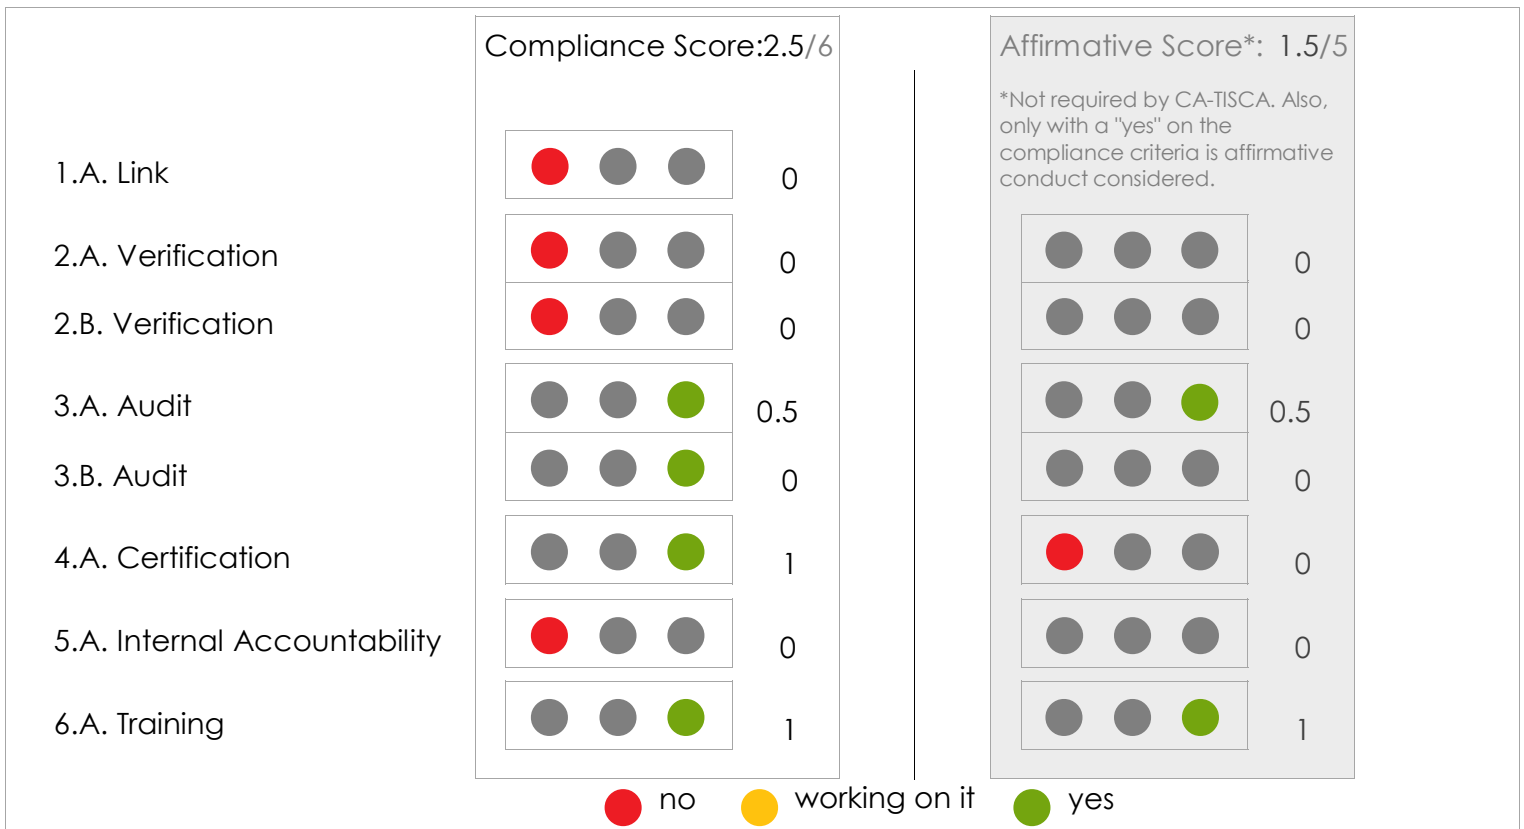 Compliance Score:2.5/6
Affirmative Score*: 1.5/5
*Not required by CA-TISCA. Also,
only with a "yes" on the
compliance criteria is affirmative
conduct considered.
1.A. Link 0
2.A. Verification 0 0
2.B. Verification 0 0
3.A. Audit 0.5 0.5
3.B. Audit 0 0
4.A. Certification 1 0
5.A. Internal Accountability 0 0
6.A. Training 1 1
no working on it yes